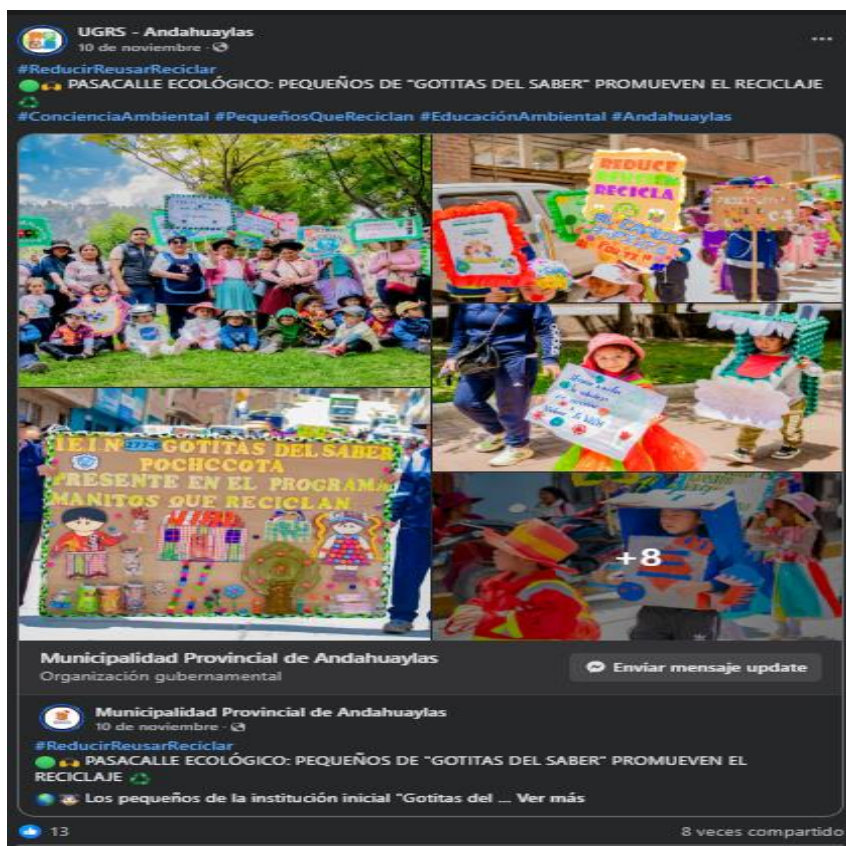 UGRS - Andahuaylas
10 de noviembre ·
#ReducirReusarReciclar
PASACALLE ECOLÓGICO: PEQUEÑOS DE "GOTITAS DEL SABER" PROMUEVEN EL RECICLAJE
#ConcienciaAmbiental #PequeñosQueReciclan #EducaciónAmbiental #Andahuaylas
REDUCE
RECICLA
IEIN 277-
GOTITAS DEL SABER
POCHCCOTA
PRESENTE EN EL PROGRAMA
MANITOS QUE RECICLAN
+8
Municipalidad Provincial de Andahuaylas
Organización gubernamental
Enviar mensaje update
Municipalidad Provincial de Andahuaylas
10 de noviembre ·
#ReducirReusarReciclar
PASACALLE ECOLÓGICO: PEQUEÑOS DE "GOTITAS DEL SABER" PROMUEVEN EL
RECICLAJE
Los pequeños de la institución inicial "Gotitas del ... Ver más
13
8 veces compartido